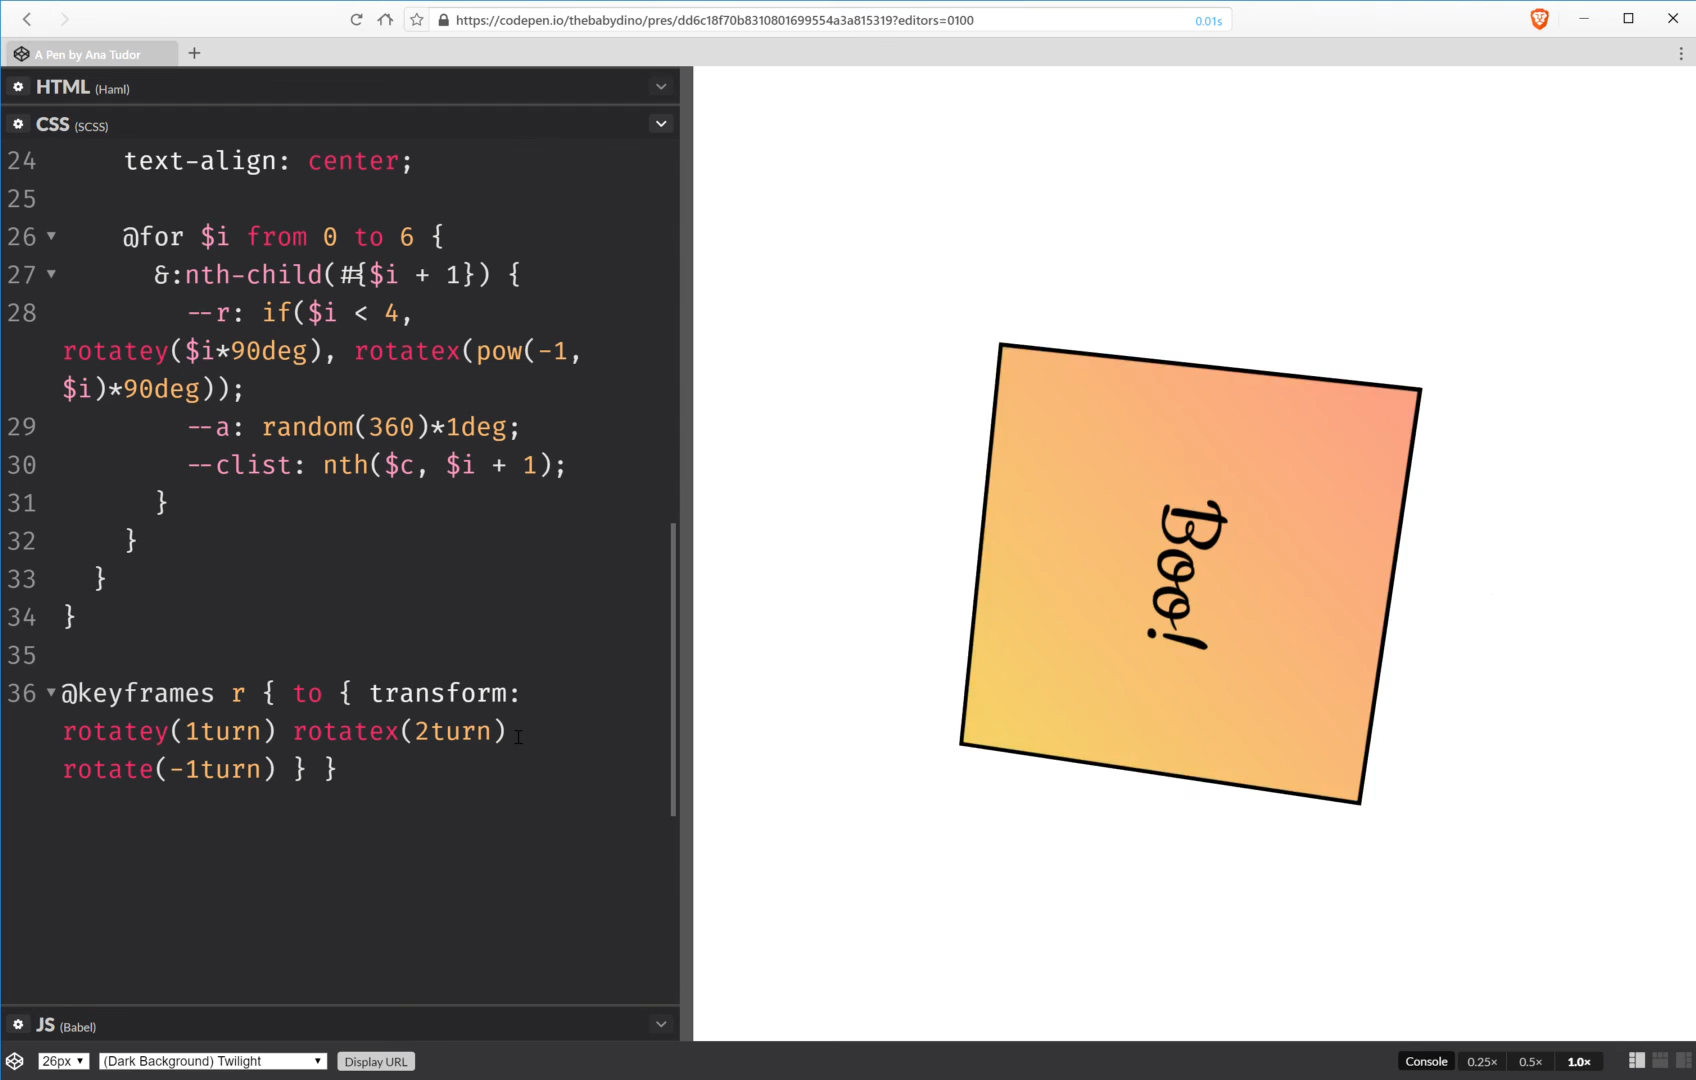 https://codepen.io/thebabydino/pres/dd6c18f70b8310801699554a3a815319?editors=0100
0.01s
A Pen by Ana Tudor
HTML (Haml)
CSS (SCSS)
24 text-align: center;
25
26 @for $i from 0 to 6 {
27 &:nth-child(#{$i + 1}) {
28 --r: if($i < 4,
rotatey($i*90deg), rotatex(pow(-1,
$i)*90deg));
29 --a: random(360)*1deg;
30 --clist: nth($c, $i + 1);
31 }
32 }
33 }
34 }
35
36 @keyframes r { to { transform:
rotatey(1turn) rotatex(2turn)
rotate(-1turn) } }
Boo!
JS (Babel)
26px (Dark Background) Twilight Display URL
Console 0.25× 0.5× 1.0×